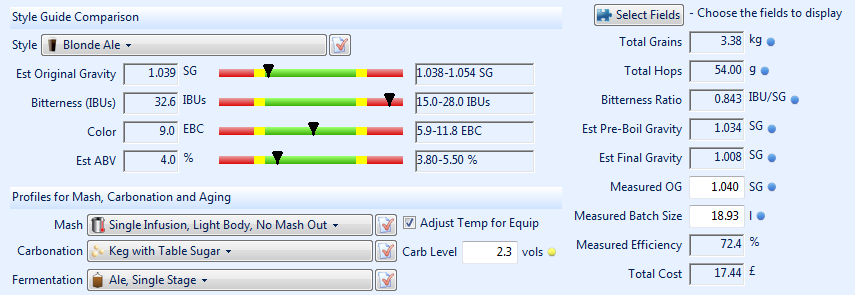 Style Guide Comparison
Style Blonde Ale
Est Original Gravity 1.039 SG 1.038-1.054 SG
Bitterness (IBUs) 32.6 IBUs 15.0-28.0 IBUs
Color 9.0 EBC 5.9-11.8 EBC
Est ABV 4.0 % 3.80-5.50 %
Profiles for Mash, Carbonation and Aging
Mash Single Infusion, Light Body, No Mash Out Adjust Temp for Equip
Carbonation Keg with Table Sugar Carb Level 2.3 vols
Fermentation Ale, Single Stage
Select Fields - Choose the fields to display
Total Grains 3.38 kg
Total Hops 54.00 g
Bitterness Ratio 0.843 IBU/SG
Est Pre-Boil Gravity 1.034 SG
Est Final Gravity 1.008 SG
Measured OG 1.040 SG
Measured Batch Size 18.93 l
Measured Efficiency 72.4 %
Total Cost 17.44 £